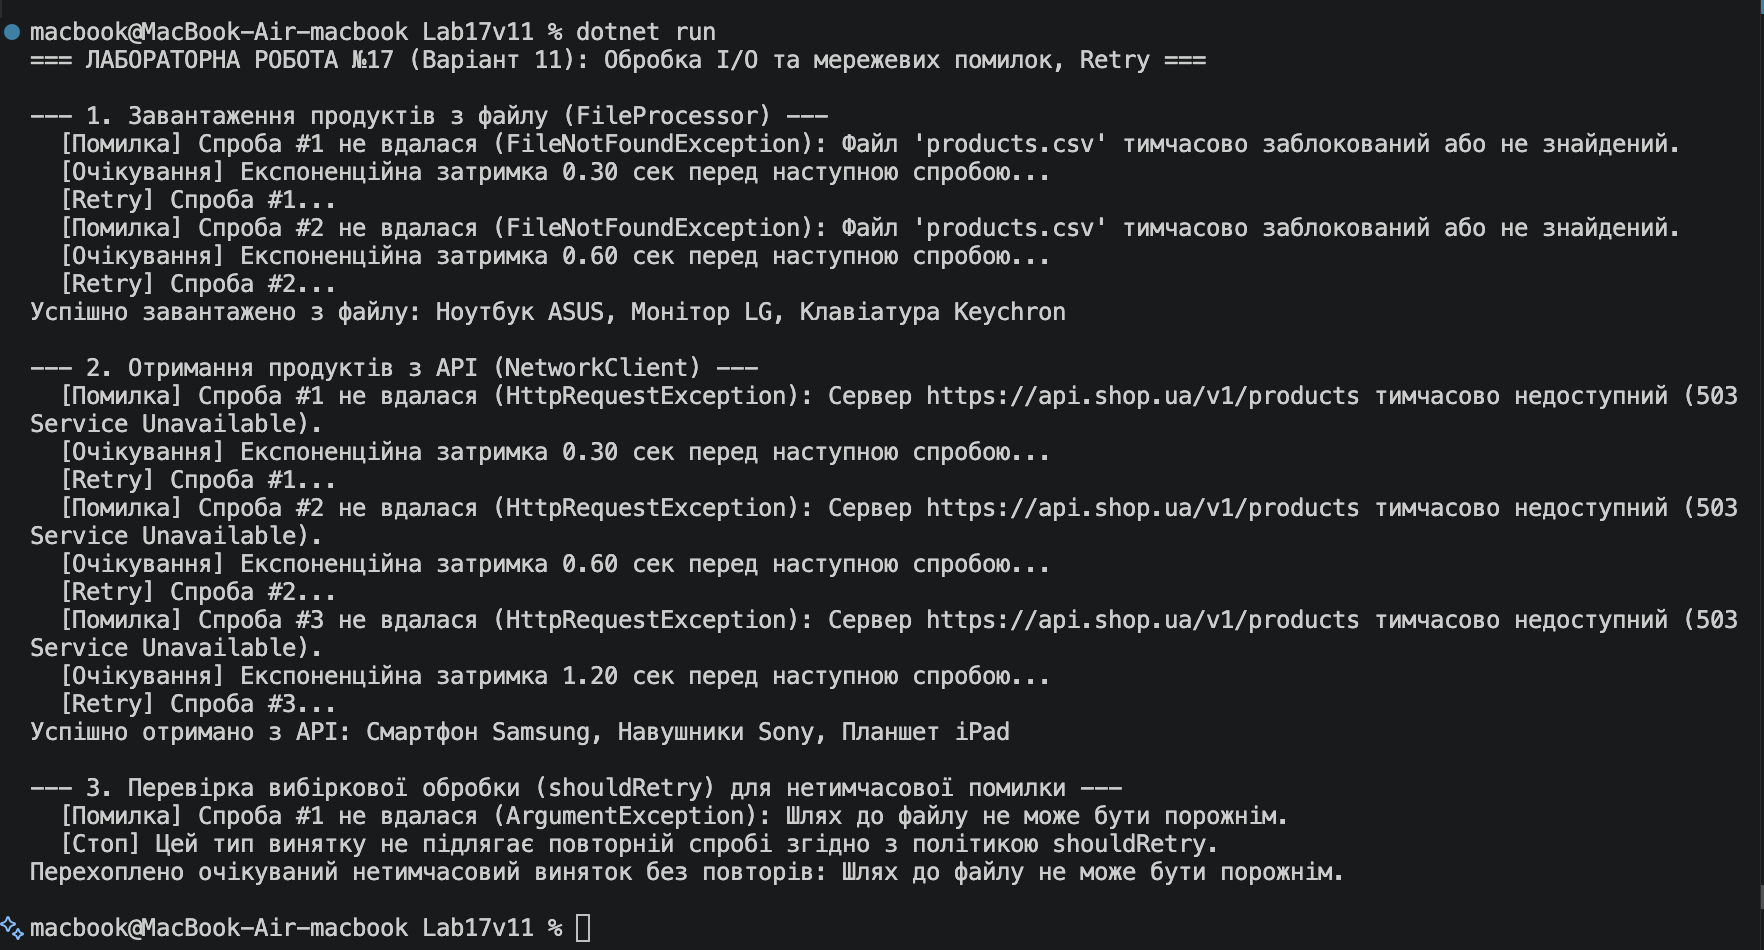 macbook@MacBook-Air-macbook Lab17v11 % dotnet run
=== ЛАБОРАТОРНА РОБОТА №17 (Варіант 11): Обробка I/O та мережевих помилок, Retry ===
--- 1. Завантаження продуктів з файлу (FileProcessor) ---
[Помилка] Спроба #1 не вдалася (FileNotFoundException): Файл 'products.csv' тимчасово заблокований або не знайдений.
[Очікування] Експоненційна затримка 0.30 сек перед наступною спробою...
[Retry] Спроба #1...
[Помилка] Спроба #2 не вдалася (FileNotFoundException): Файл 'products.csv' тимчасово заблокований або не знайдений.
[Очікування] Експоненційна затримка 0.60 сек перед наступною спробою...
[Retry] Спроба #2...
Успішно завантажено з файлу: Ноутбук ASUS, Монітор LG, Клавіатура Keychron
--- 2. Отримання продуктів з API (NetworkClient) ---
[Помилка] Спроба #1 не вдалася (HttpRequestException): Сервер https://api.shop.ua/v1/products тимчасово недоступний (503
Service Unavailable).
[Очікування] Експоненційна затримка 0.30 сек перед наступною спробою...
[Retry] Спроба #1...
[Помилка] Спроба #2 не вдалася (HttpRequestException): Сервер https://api.shop.ua/v1/products тимчасово недоступний (503
Service Unavailable).
[Очікування] Експоненційна затримка 0.60 сек перед наступною спробою...
[Retry] Спроба #2...
[Помилка] Спроба #3 не вдалася (HttpRequestException): Сервер https://api.shop.ua/v1/products тимчасово недоступний (503
Service Unavailable).
[Очікування] Експоненційна затримка 1.20 сек перед наступною спробою...
[Retry] Спроба #3...
Успішно отримано з API: Смартфон Samsung, Навушники Sony, Планшет iPad
--- 3. Перевірка вибіркової обробки (shouldRetry) для нетимчасової помилки ---
[Помилка] Спроба #1 не вдалася (ArgumentException): Шлях до файлу не може бути порожнім.
[Стоп] Цей тип винятку не підлягає повторній спробі згідно з політикою shouldRetry.
Перехоплено очікуваний нетимчасовий виняток без повторів: Шлях до файлу не може бути порожнім.
macbook@MacBook-Air-macbook Lab17v11 %